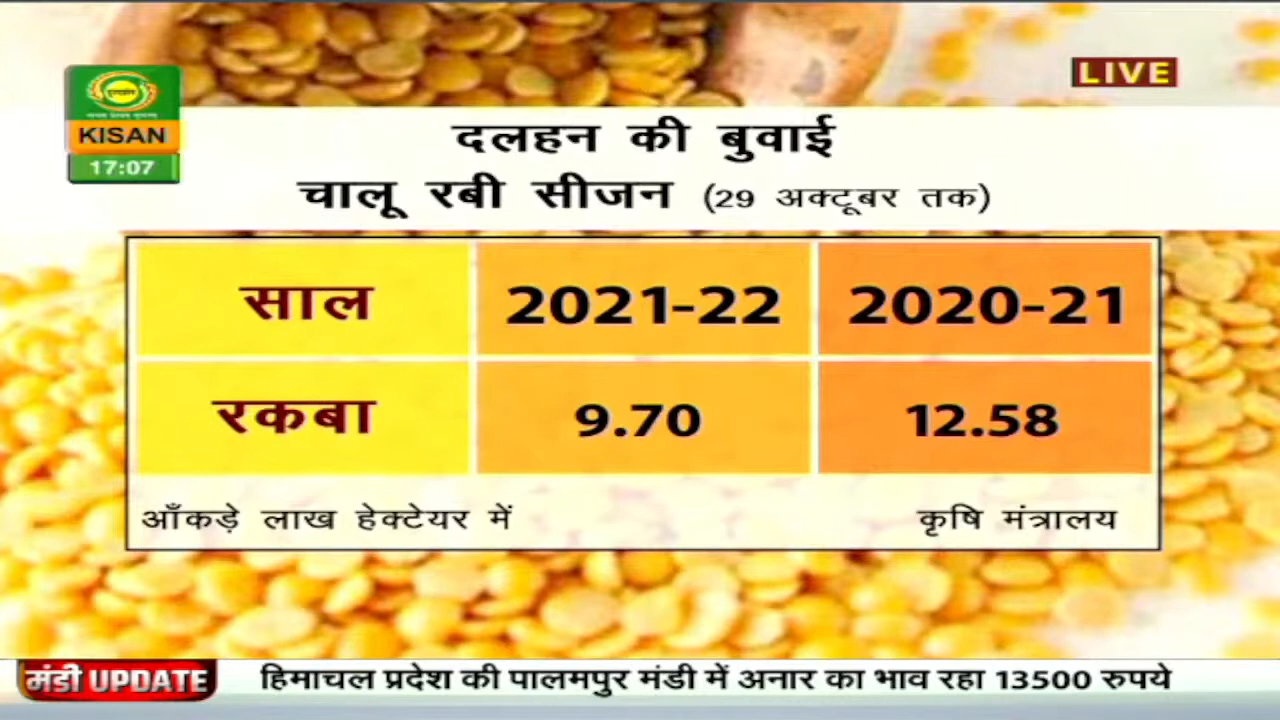 LIVE
KISAN
17:07
दलहन की बुवाई
चालू रबी सीजन (29 अक्टूबर तक)
साल 2021-22 2020-21
रकबा 9.70 12.58
आँकड़े लाख हेक्टेयर में कृषि मंत्रालय
मंडी UPDATE हिमाचल प्रदेश की पालमपुर मंडी में अनार का भाव रहा 13500 रुपये